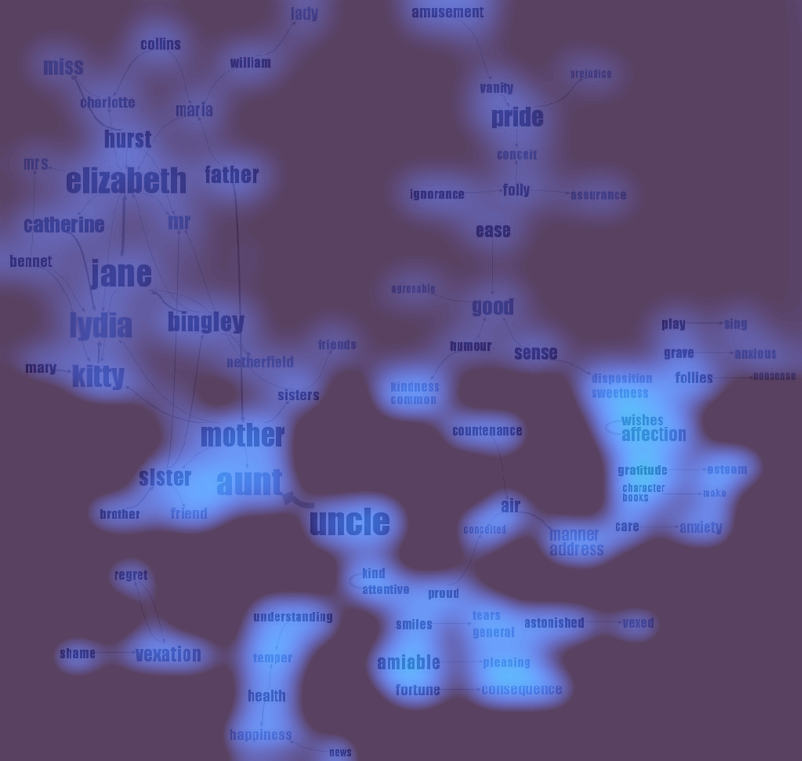 lady
amusement
collins
william
miss
prejudice
vanity
charlotte
maria
pride
hurst
conceit
mrs.
elizabeth
father
ignorance
folly
assurance
catherine
mr
ease
bennet
jane
agreeable
good
lydia
bingley
play
sing
friends
humour
sense
grave
anxious
netherfield
mary
kitty
disposition
follies
nonsense
kindness
sweetness
common
sisters
wishes
mother
countenance
affection
sister
gratitude
esteem
aunt
character
make
books
air
brother
friend
uncle
conceited
care
anxiety
manner
address
regret
kind
attentive
proud
understanding
smiles
tears
general
astonished
vexed
shame
vexation
temper
amiable
pleasing
health
fortune
consequence
happiness
news